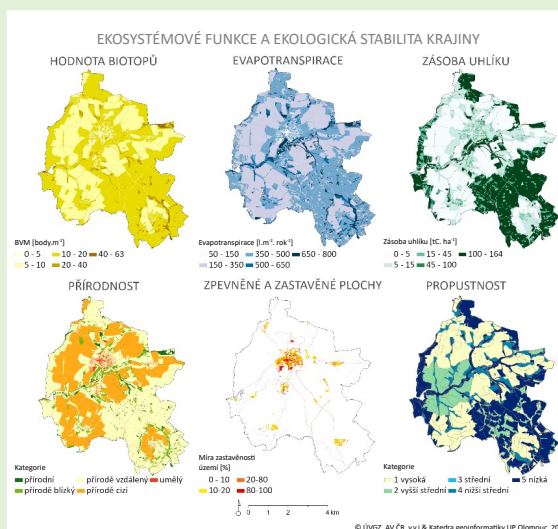 EKOSYSTÉMOVÉ FUNKCE A EKOLOGICKÁ STABILITA KRAJINY
HODNOTA BIOTOPŮ
EVAPOTRANSPIRACE
ZÁSOBA UHLÍKU
BVM [body.m⁻²]
0 - 5 10 - 20 40 - 63
5 - 10 20 - 40
Evapotranspirace [l.m⁻². rok⁻¹]
50 - 150 350 - 500 650 - 800
150 - 350 500 - 650
Zásoba uhlíku [tC. ha⁻¹]
0 - 5 15 - 45 100 - 164
5 - 15 45 - 100
PŘÍRODNOST
ZPEVNĚNÉ A ZASTAVĚNÉ PLOCHY
PROPUSTNOST
Kategorie
přírodní přírodě vzdálený umělý
přírodě blízký přírodě cizí
Míra zastavěnosti
území [%]
0 - 10 20-80
10-20 80-100
0 1 2 4 km
Kategorie
1 vysoká 3 střední 5 nízká
2 vyšší střední 4 nižší střední
© ÚVGZ, AV ČR, v.v.i & Katedra geoinformatiky UP Olomouc,